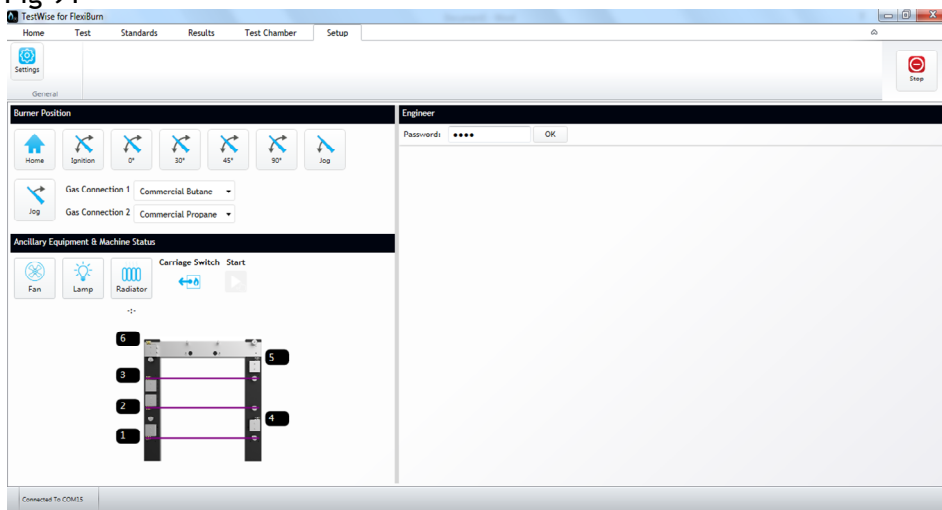 TestWise for FlexiBurn
Home Test Standards Results Test Chamber Setup
Settings
Stop
General
Burner Position
Engineer
Password: ●●●● OK
Home Ignition 0° 30° 45° 90° Jog
Jog
Gas Connection 1 Commercial Butane
Gas Connection 2 Commercial Propane
Ancillary Equipment & Machine Status
Carriage Switch Start
Fan Lamp Radiator
-:-
6
5
3
2
4
1
Connected To COM15